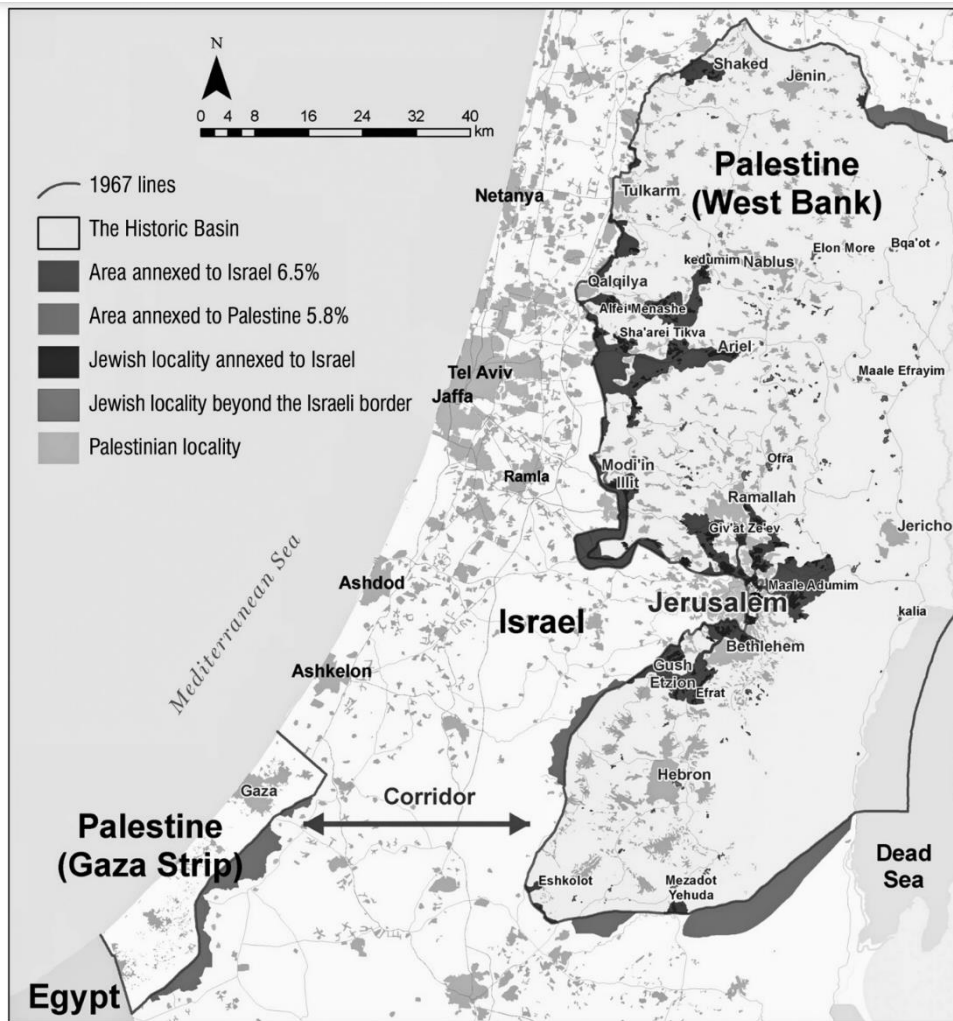 N
0 4 8 16 24 32 40
km
1967 lines
The Historic Basin
Area annexed to Israel 6.5%
Area annexed to Palestine 5.8%
Jewish locality annexed to Israel
Jewish locality beyond the Israeli border
Palestinian locality
Shaked
Jenin
Palestine
(West Bank)
Netanya
Tulkarm
Elon More
Bqa'ot
kedumim
Nablus
Qalqilya
Alfei Menashe
Sha'arei Tikva
Ariel
Tel Aviv
Jaffa
Maale Efrayim
Modi'in
Illit
Ofra
Ramla
Ramallah
Giv'at Ze'ev
Jericho
Ashdod
Maale Adumim
Jerusalem
kalia
Israel
Mediterranean Sea
Bethlehem
Ashkelon
Gush
Etzion
Efrat
Gaza
Hebron
Corridor
Palestine
(Gaza Strip)
Dead
Sea
Eshkolot
Mezadot
Yehuda
Egypt